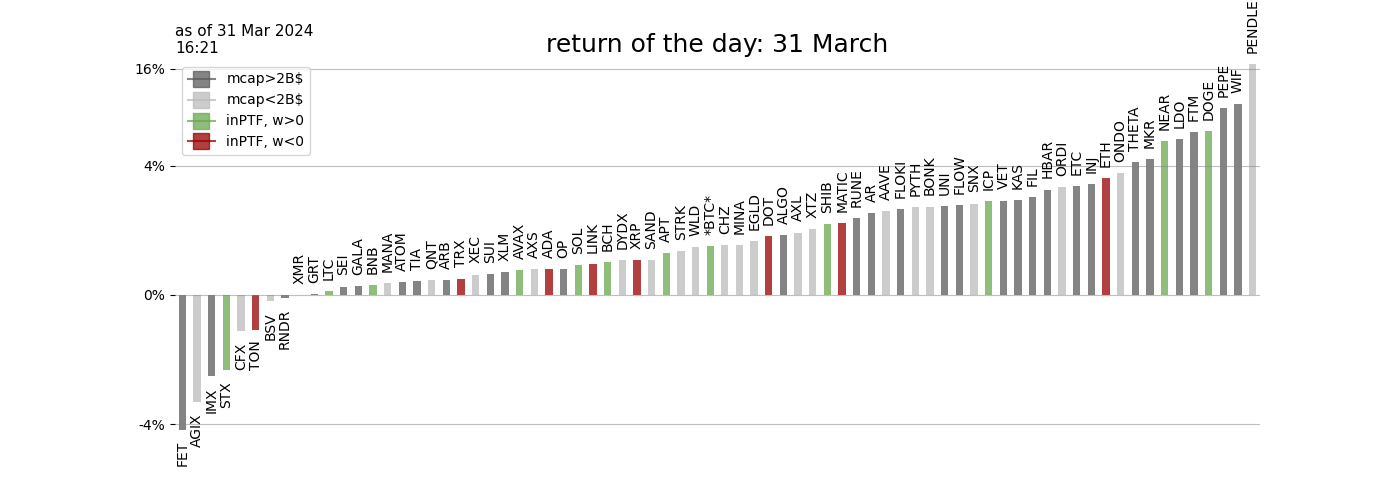 as of 31 Mar 2024
16:21
return of the day: 31 March
PENDLE
16%
4%
0%
-4%
mcap>2B$
mcap<2B$
inPTF, w>0
inPTF, w<0
FET
AGIX
IMX
STX
CFX
TON
BSV
RNDR
XMR
GRT
LTC
SEI
GALA
BNB
MANA
ATOM
TIA
QNT
ARB
TRX
XEC
SUI
XLM
AVAX
AXS
ADA
OP
SOL
LINK
BCH
DYDX
XRP
SAND
APT
STRK
WLD
*BTC*
CHZ
MINA
EGLD
DOT
ALGO
AXL
XTZ
SHIB
MATIC
RUNE
AR
AAVE
FLOKI
PYTH
BONK
UNI
FLOW
SNX
ICP
VET
KAS
FIL
HBAR
ORDI
ETC
INJ
ETH
ONDO
THETA
MKR
NEAR
LDO
FTM
DOGE
PEPE
WIF